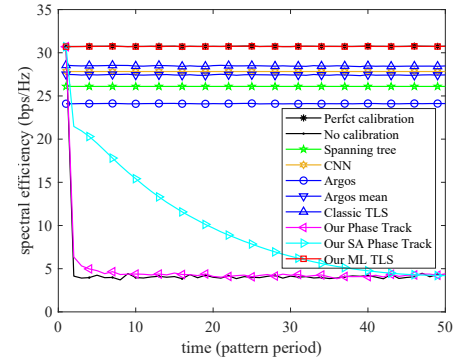 35
30
25
20
15
10
5
0
0
10
20
30
40
50
spectral efficiency (bps/Hz)
time (pattern period)
Perfct calibration
No calibration
Spanning tree
CNN
Argos
Argos mean
Classic TLS
Our Phase Track
Our SA Phase Track
Our ML TLS